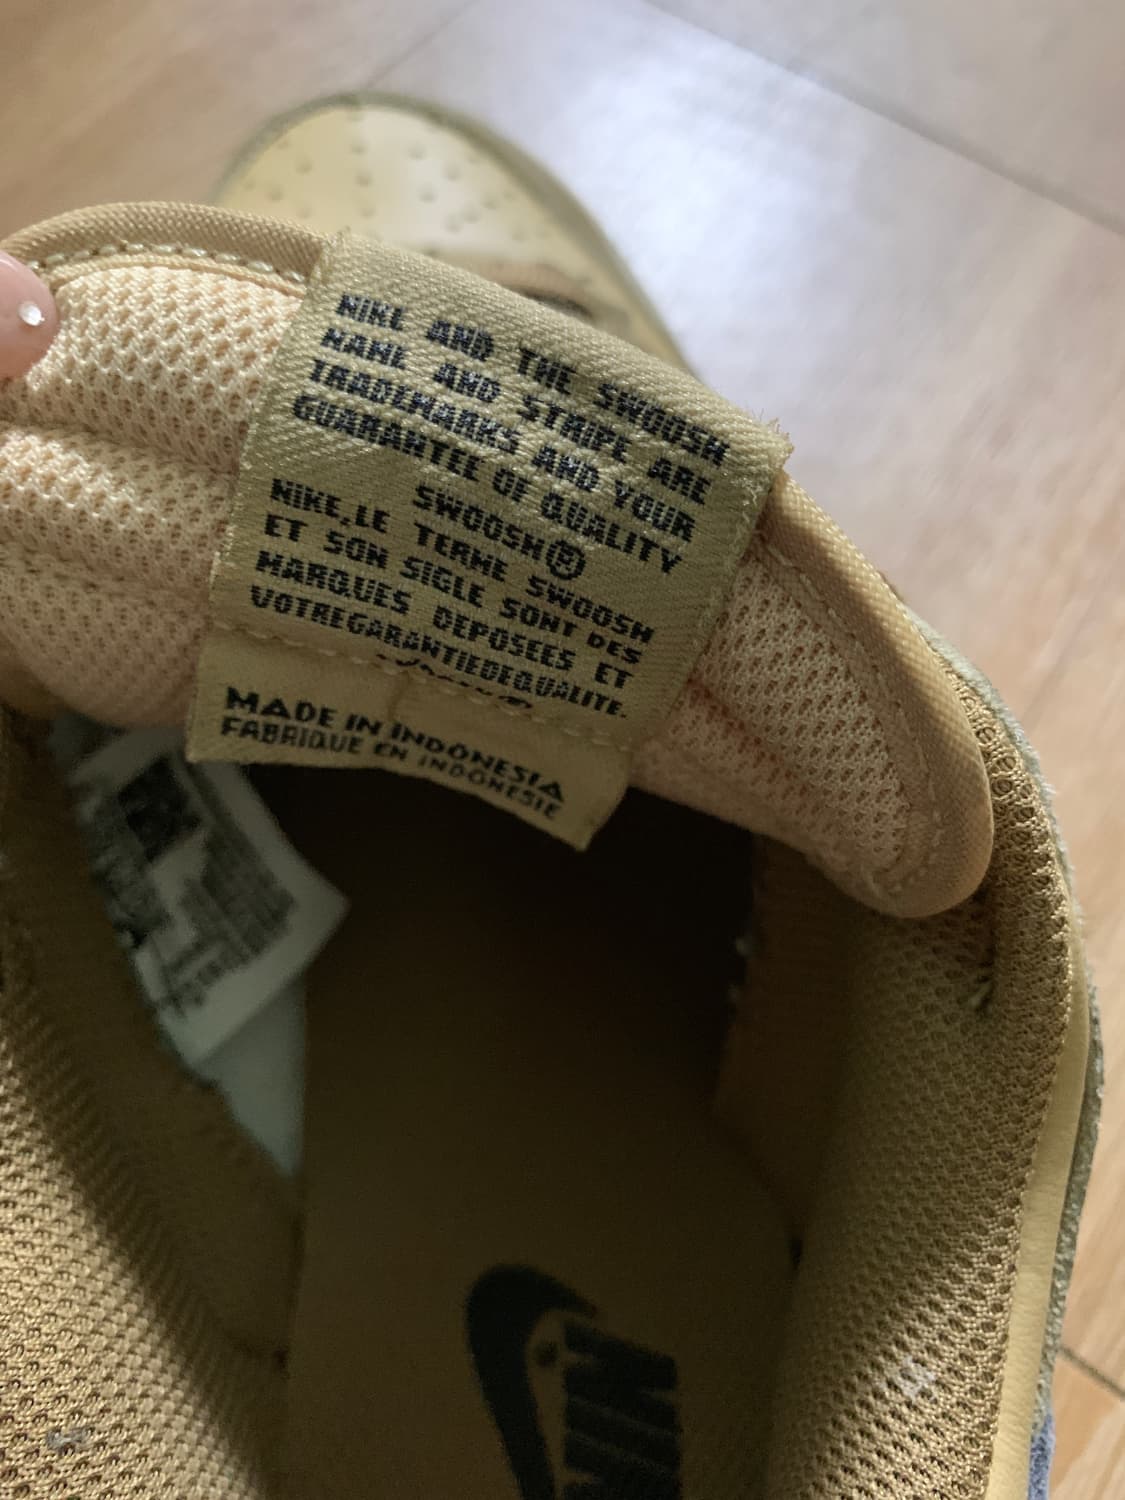 NIKE AND THE SWOOSH
NAME AND STRIPE ARE
TRADEMARKS AND YOUR
GUARANTEE OF QUALITY
SWOOSH®
NIKE,LE TERME SWOOSH
ET SON SIGLE SONT DES
MARQUES DEPOSEES ET
VOTREGARANTIEDEQUALITE.
MADE IN INDONESIA
FABRIQUE EN INDONESIE
NIKE